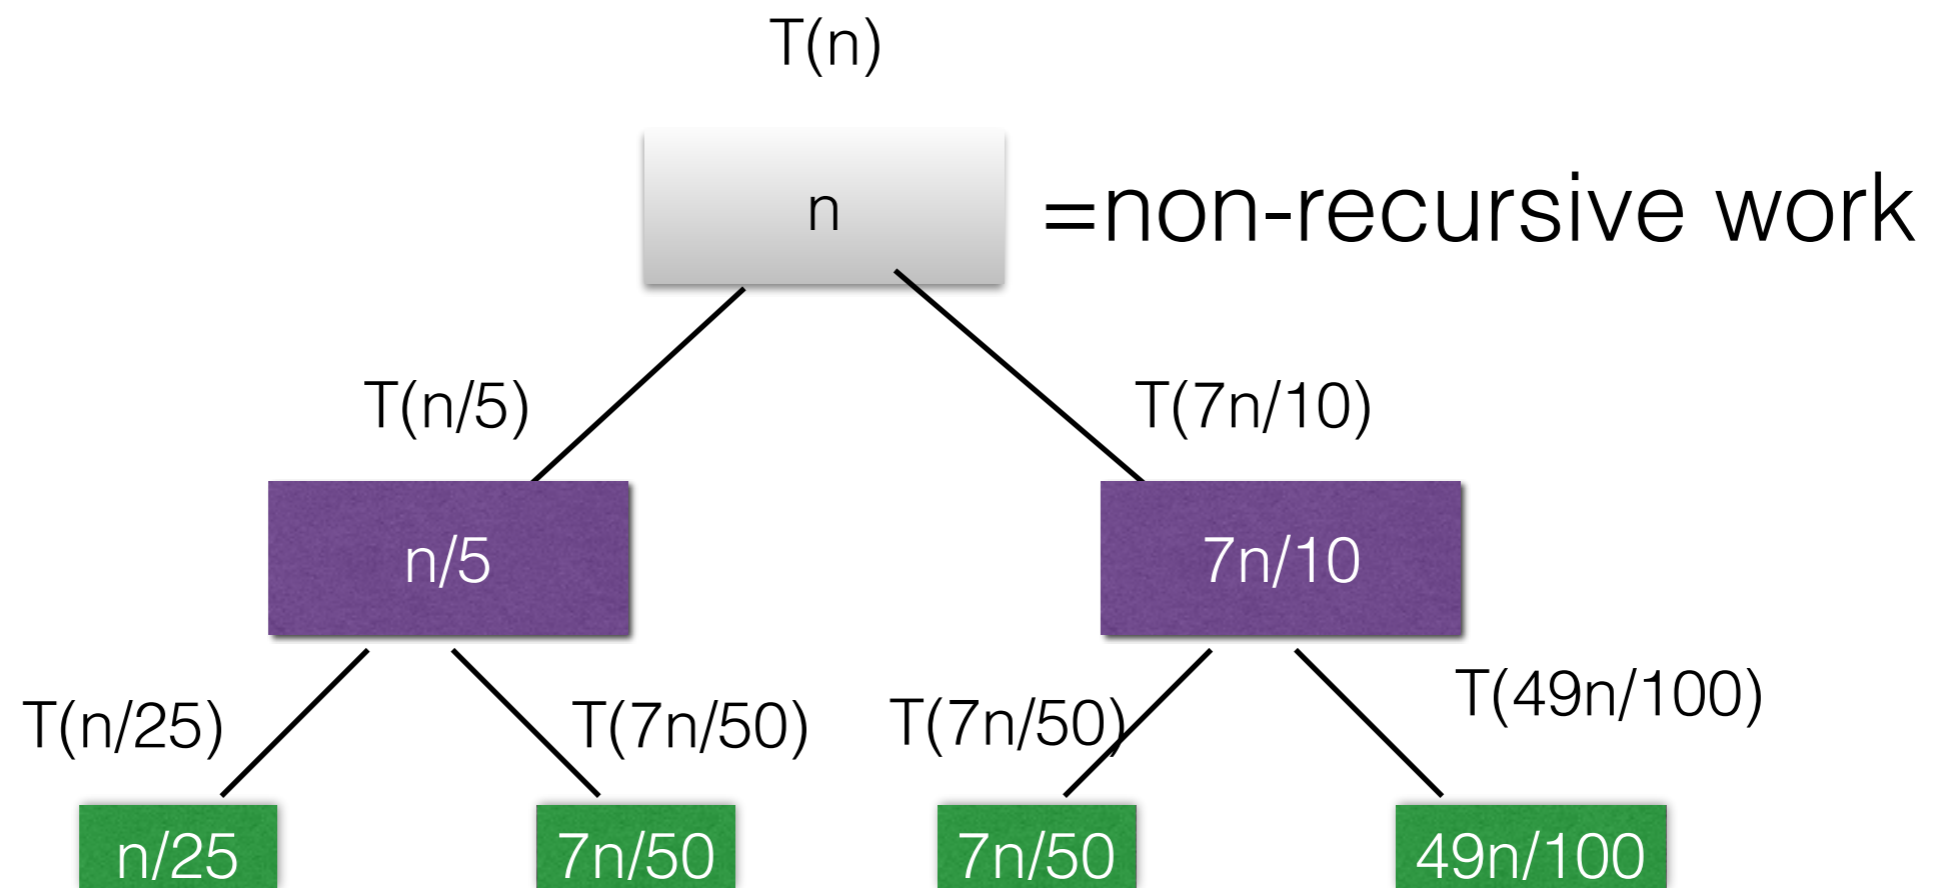 T(n)
n
=non-recursive work
T(n/5)
T(7n/10)
n/5
7n/10
T(n/25)
T(7n/50)
T(7n/50)
T(49n/100)
n/25
7n/50
7n/50
49n/100